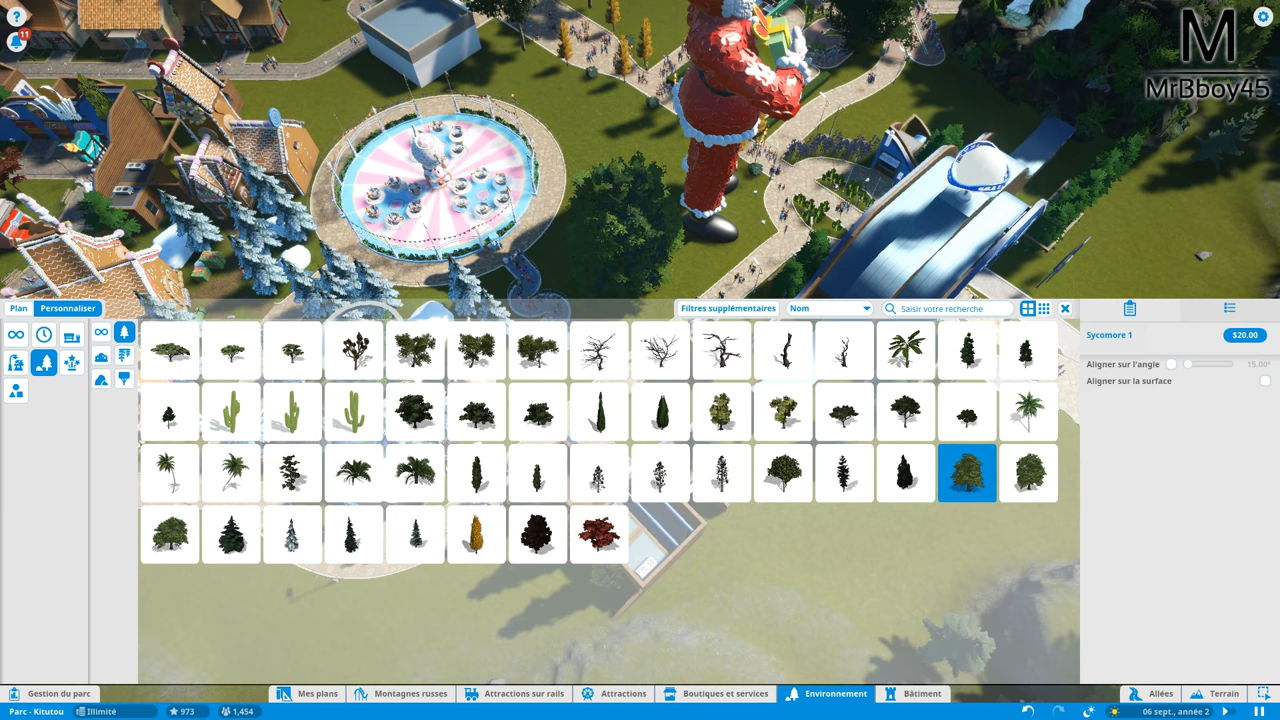 ?
11
M
MrBboy45
Plan
Personnaliser
Filtres supplémentaires
Nom
Saisir votre recherche
Sycomore 1
$20.00
Aligner sur l'angle
15.00°
Aligner sur la surface
Gestion du parc
Mes plans
Montagnes russes
Attractions sur rails
Attractions
Boutiques et services
Environnement
Bâtiment
Allées
Terrain
Parc - Kitutou
Illimité
973
1,454
06 sept., année 2